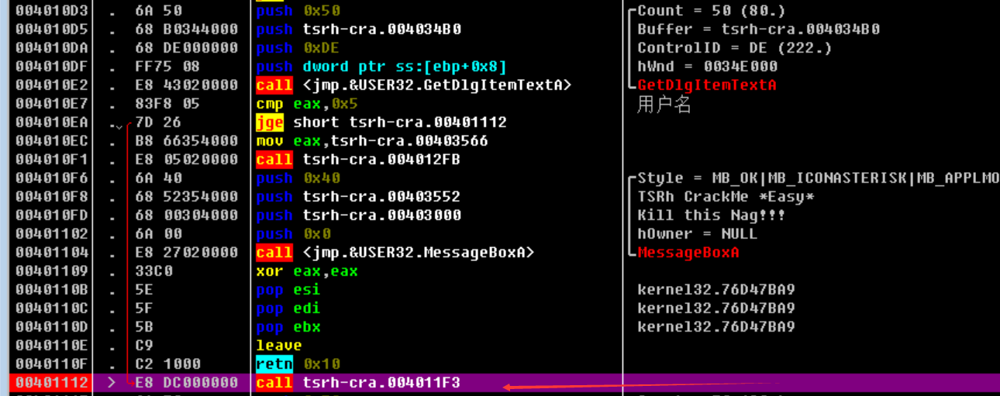 004010D3 . 6A 50 push 0x50 ┌Count = 50 (80.)
004010D5 . 68 B0344000 push tsrh-cra.004034B0 Buffer = tsrh-cra.004034B0
004010DA . 68 DE000000 push 0xDE ControlID = DE (222.)
004010DF . FF75 08 push dword ptr ss:[ebp+0x8] hWnd = 0034E000
004010E2 . E8 43020000 call <jmp.&USER32.GetDlgItemTextA> └GetDlgItemTextA
004010E7 . 83F8 05 cmp eax,0x5 用户名
004010EA . 7D 26 jge short tsrh-cra.00401112
004010EC . B8 66354000 mov eax,tsrh-cra.00403566
004010F1 . E8 05020000 call tsrh-cra.004012FB
004010F6 . 6A 40 push 0x40 ┌Style = MB_OK|MB_ICONASTERISK|MB_APPLMO
004010F8 . 68 52354000 push tsrh-cra.00403552 TSRh CrackMe *Easy*
004010FD . 68 00304000 push tsrh-cra.00403000 Kill this Nag!!!
00401102 . 6A 00 push 0x0 hOwner = NULL
00401104 . E8 27020000 call <jmp.&USER32.MessageBoxA> └MessageBoxA
00401109 . 33C0 xor eax,eax
0040110B . 5E pop esi kernel32.76D47BA9
0040110C . 5F pop edi kernel32.76D47BA9
0040110D . 5B pop ebx kernel32.76D47BA9
0040110E . C9 leave
0040110F . C2 1000 retn 0x10
00401112 > E8 DC000000 call tsrh-cra.004011F3